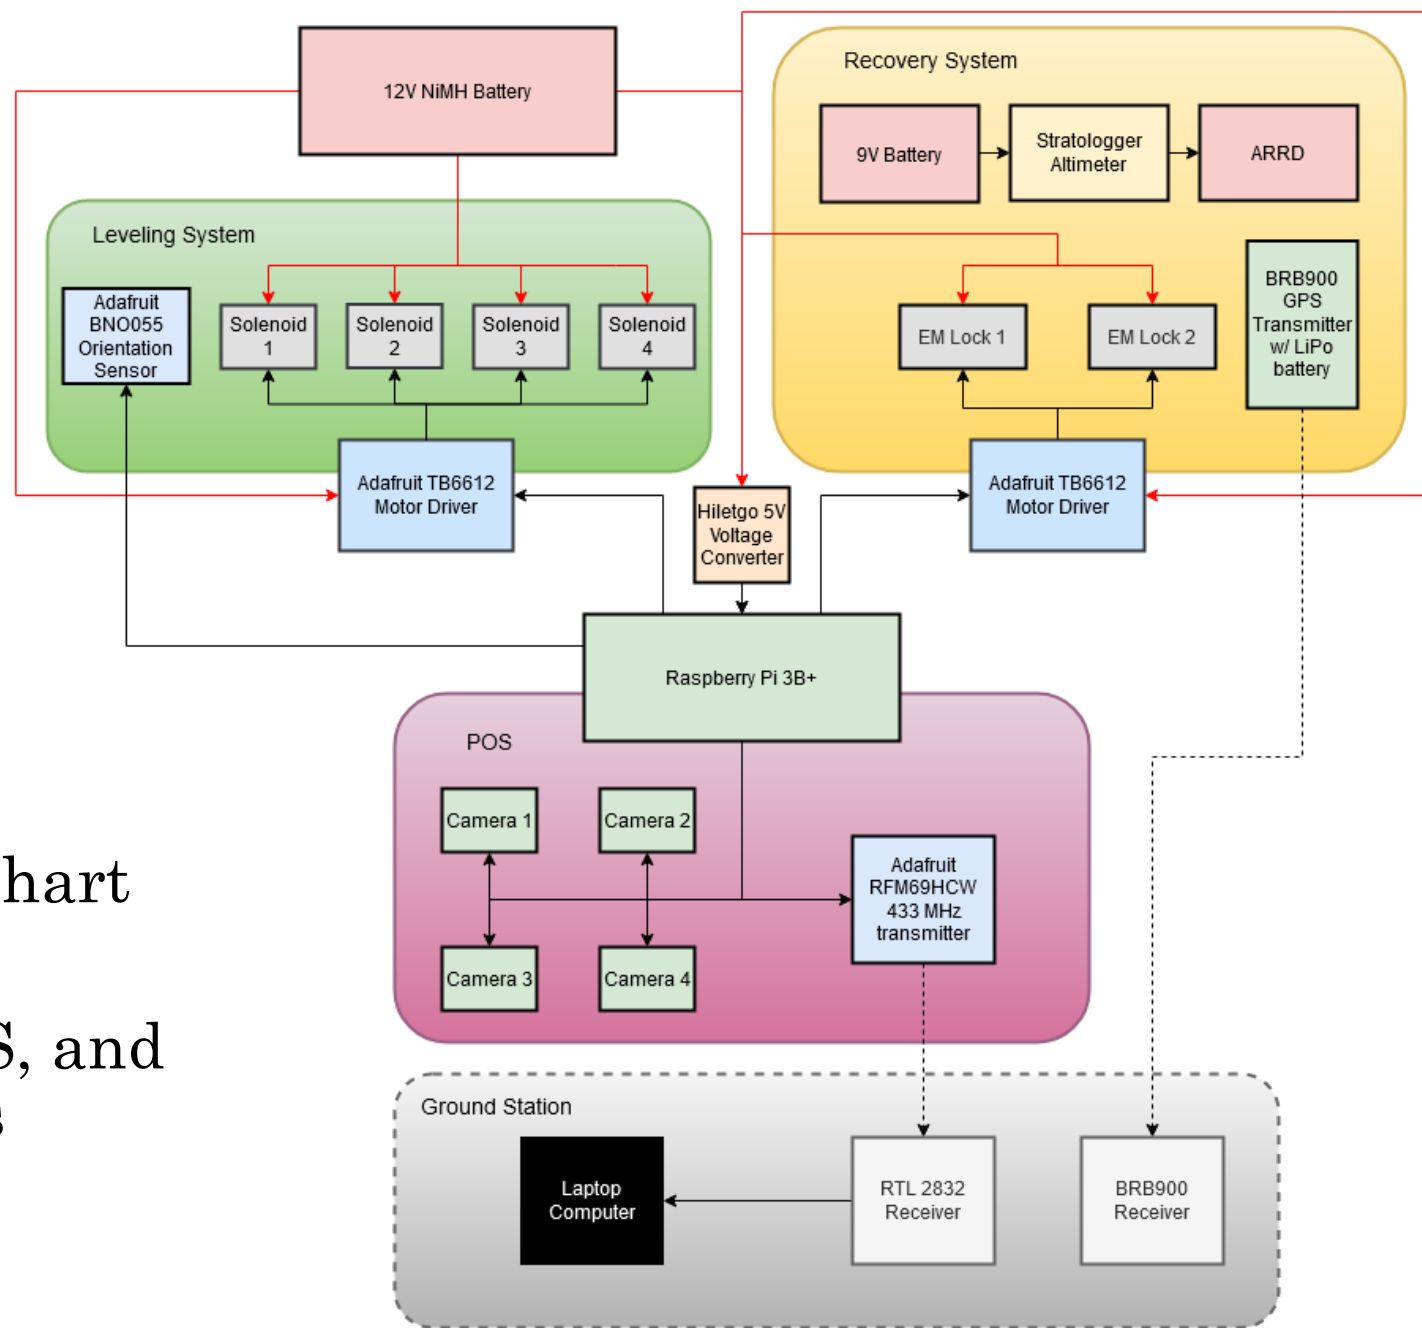 12V NiMH Battery
Recovery System
9V Battery
Stratologger
Altimeter
ARRD
Leveling System
Adafruit
BNO055
Orientation
Sensor
Solenoid
1
Solenoid
2
Solenoid
3
Solenoid
4
EM Lock 1
EM Lock 2
BRB900
GPS
Transmitter
w/ LiPo
battery
Adafruit TB6612
Motor Driver
Hiletgo 5V
Voltage
Converter
Adafruit TB6612
Motor Driver
Raspberry Pi 3B+
POS
Camera 1
Camera 2
Camera 3
Camera 4
Adafruit
RFM69HCW
433 MHz
transmitter
hart
S, and
s
Ground Station
Laptop
Computer
RTL 2832
Receiver
BRB900
Receiver